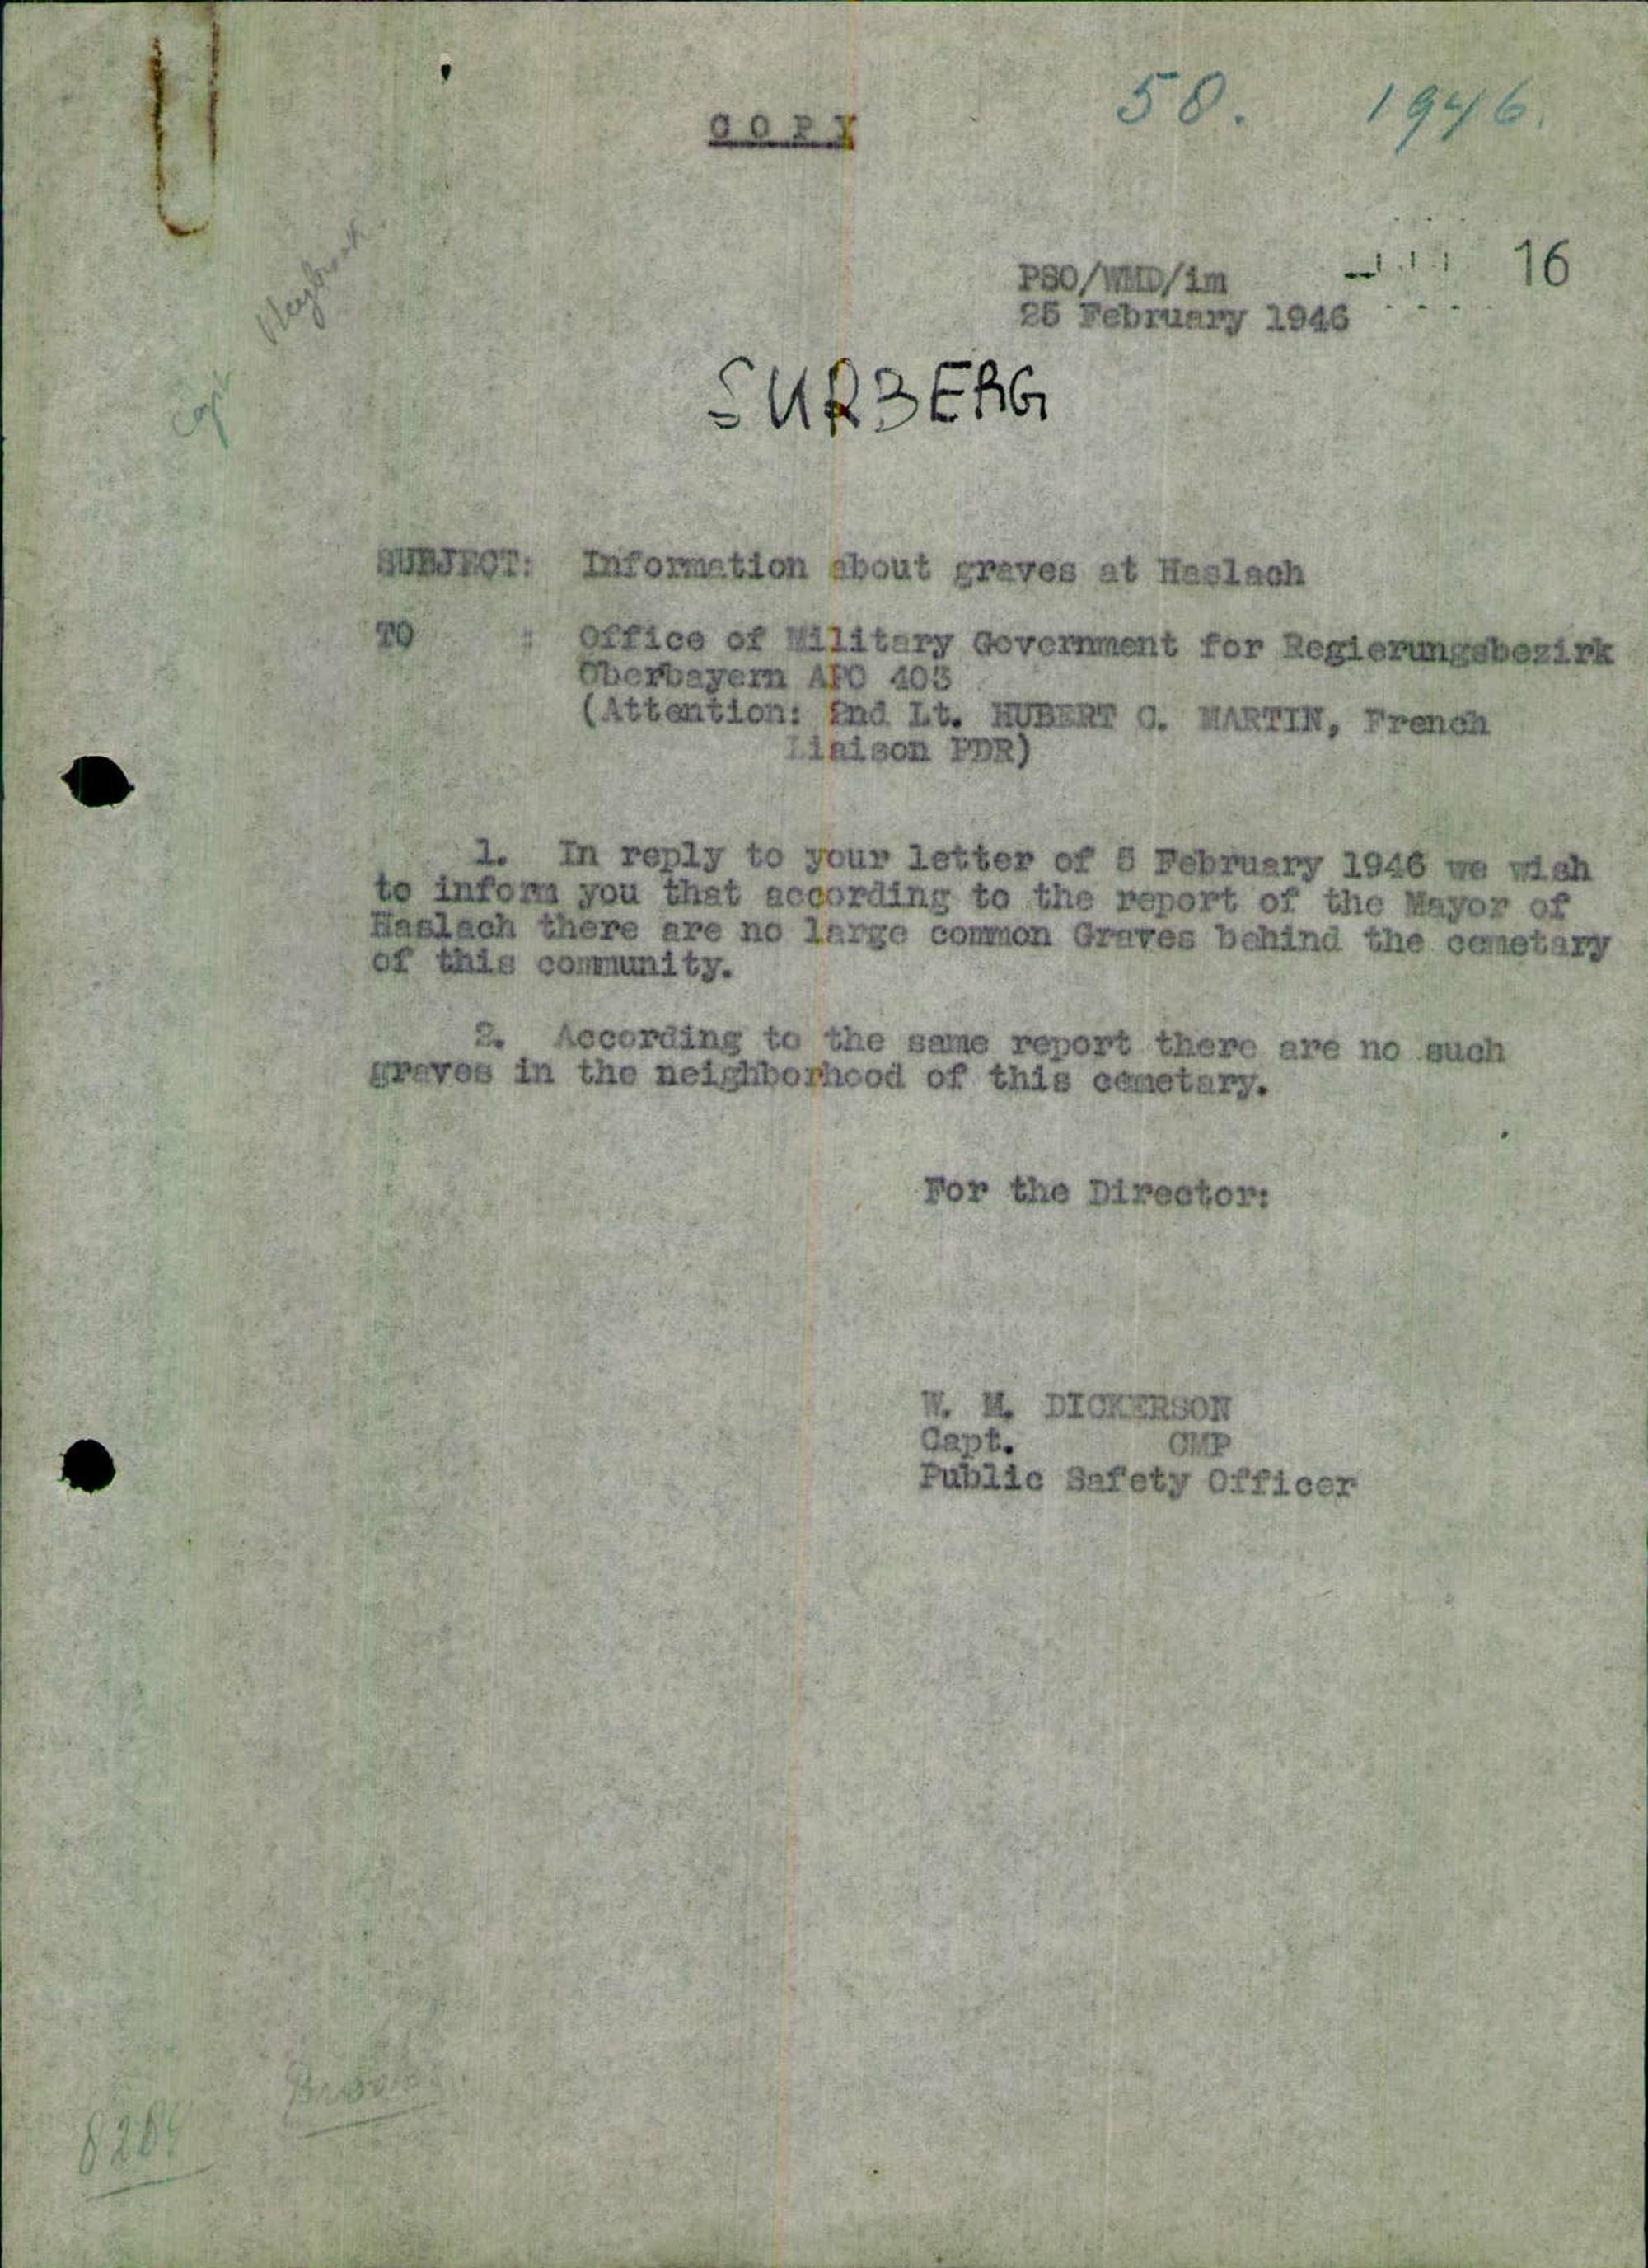 COPY
58. 1946.
16
PSO/WMD/im
25 February 1946
SURBERG
SUBJECT: Information about graves at Haslach
TO : Office of Military Government for Regierungsbezirk
Oberbayern APO 403
(Attention: 2nd Lt. HUBERT C. MARTIN, French
Liaison PDR)
1. In reply to your letter of 5 February 1946 we wish
to inform you that according to the report of the Mayor of
Haslach there are no large common Graves behind the cemetary
of this community.
2. According to the same report there are no such
graves in the neighborhood of this cemetary.
For the Director:
W. M. DICKERSON
Capt. CMP
Public Safety Officer